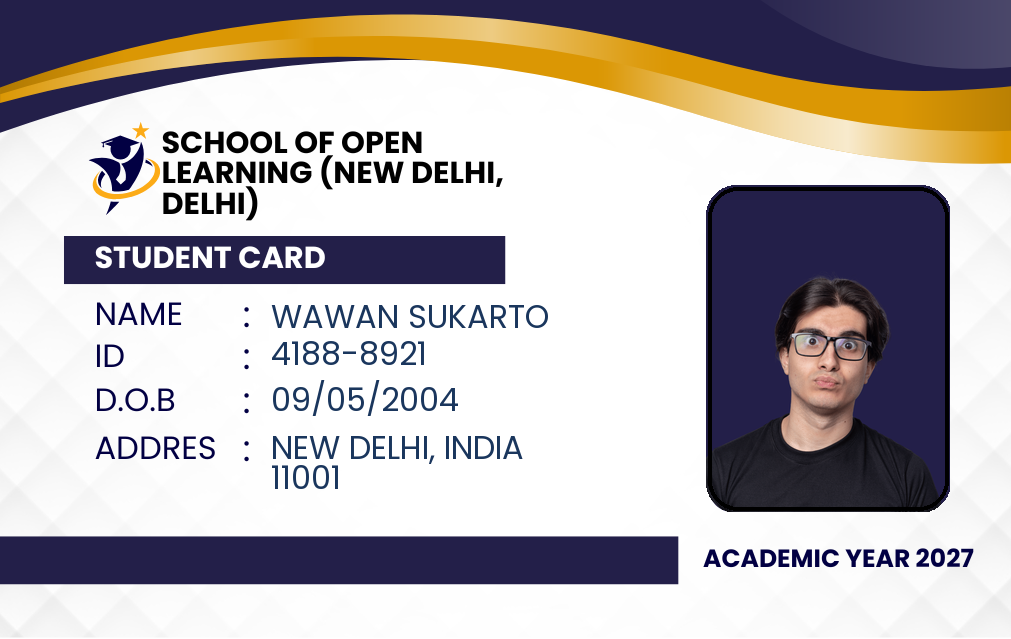 SCHOOL OF OPEN
LEARNING (NEW DELHI,
DELHI)
STUDENT CARD
NAME : WAWAN SUKARTO
ID : 4188-8921
D.O.B : 09/05/2004
ADDRES : NEW DELHI, INDIA
11001
ACADEMIC YEAR 2027